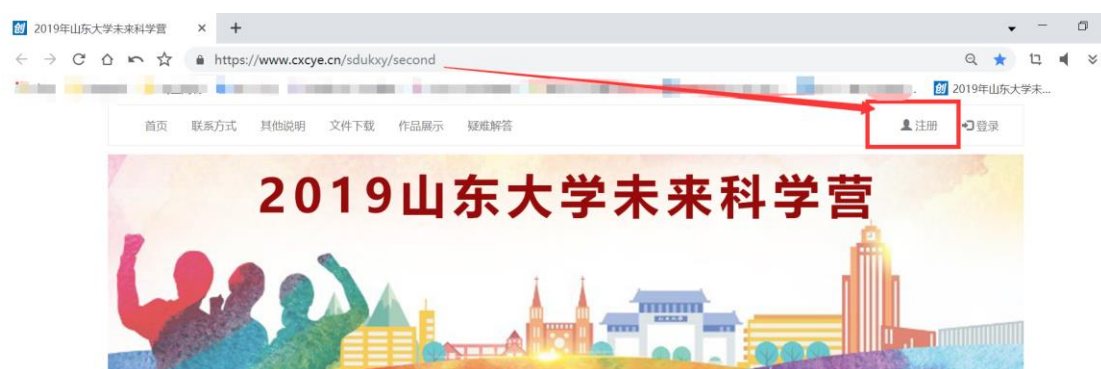 2019年山东大学未来科学营
https://www.cxcye.cn/sdukxy/second
2019年山东大学未...
首页 联系方式 其他说明 文件下载 作品展示 疑难解答 注册 登录
2019山东大学未来科学营